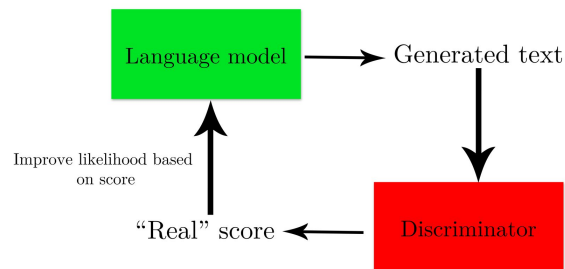 Language model
Generated text
Improve likelihood based
on score
“Real” score
Discriminator